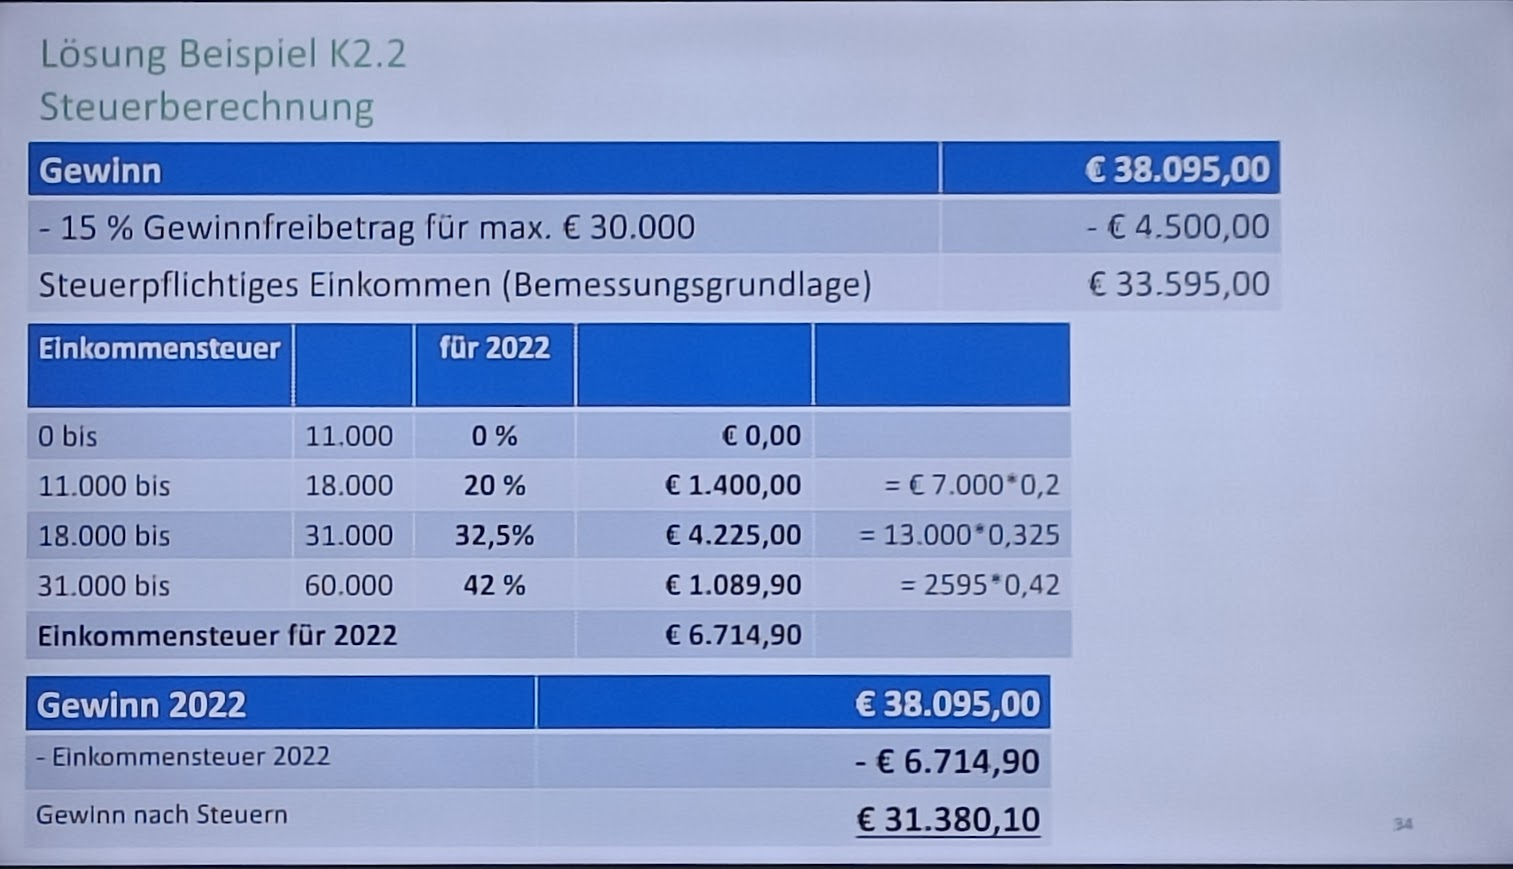 Lösung Beispiel K2.2
Steuerberechnung
Gewinn € 38.095,00
- 15 % Gewinnfreibetrag für max. € 30.000 - € 4.500,00
Steuerpflichtiges Einkommen (Bemessungsgrundlage) € 33.595,00
Einkommensteuer für 2022
0 bis 11.000 0 % € 0,00
11.000 bis 18.000 20 % € 1.400,00 = € 7.000*0,2
18.000 bis 31.000 32,5% € 4.225,00 = 13.000*0,325
31.000 bis 60.000 42 % € 1.089,90 = 2595*0,42
Einkommensteuer für 2022 € 6.714,90
Gewinn 2022 € 38.095,00
- Einkommensteuer 2022 - € 6.714,90
Gewinn nach Steuern € 31.380,10
34